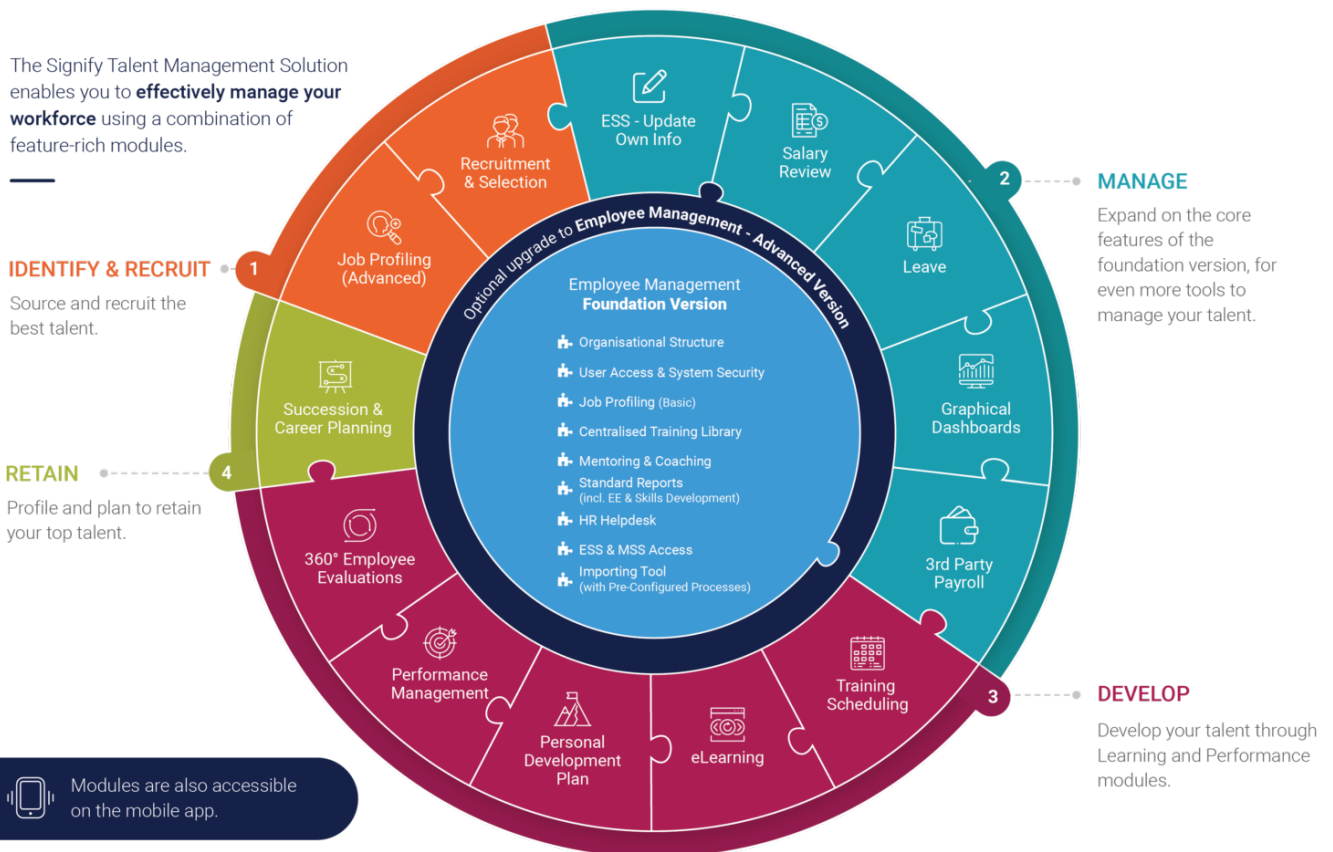 The Signify Talent Management Solution
enables you to effectively manage your
workforce using a combination of
feature-rich modules.
1
IDENTIFY & RECRUIT
Source and recruit the
best talent.
Job Profiling
(Advanced)
Recruitment
& Selection
2
MANAGE
Expand on the core
features of the
foundation version, for
even more tools to
manage your talent.
ESS - Update
Own Info
Salary
Review
Leave
Graphical
Dashboards
3rd Party
Payroll
3
DEVELOP
Develop your talent through
Learning and Performance
modules.
Training
Scheduling
eLearning
Personal
Development
Plan
Performance
Management
360° Employee
Evaluations
4
RETAIN
Profile and plan to retain
your top talent.
Succession &
Career Planning
Optional upgrade to Employee Management - Advanced Version
Employee Management
Foundation Version
Organisational Structure
User Access & System Security
Job Profiling (Basic)
Centralised Training Library
Mentoring & Coaching
Standard Reports
(incl. EE & Skills Development)
HR Helpdesk
ESS & MSS Access
Importing Tool
(with Pre-Configured Processes)
Modules are also accessible
on the mobile app.